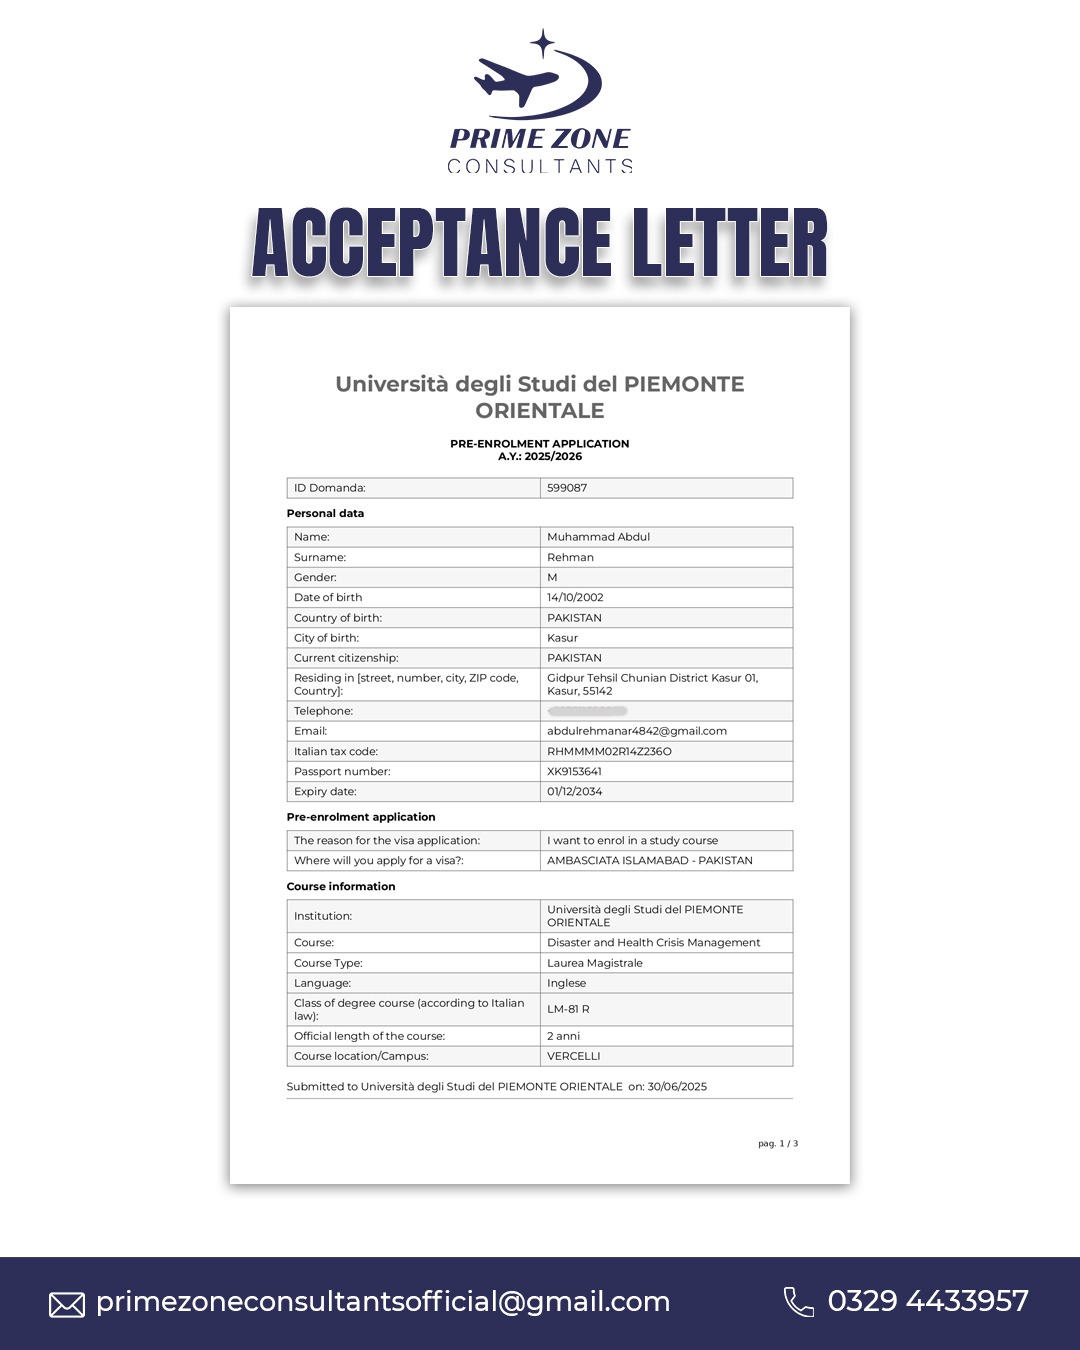 PRIME ZONE
CONSULTANTS
ACCEPTANCE LETTER
Università degli Studi del PIEMONTE
ORIENTALE
PRE-ENROLMENT APPLICATION
A.Y.: 2025/2026
ID Domanda: 599087
Personal data
Name: Muhammad Abdul
Surname: Rehman
Gender: M
Date of birth 14/10/2002
Country of birth: PAKISTAN
City of birth: Kasur
Current citizenship: PAKISTAN
Residing in [street, number, city, ZIP code, Gidpur Tehsil Chunian District Kasur 01,
Country]: Kasur, 55142
Telephone:
Email: abdulrehmanar4842@gmail.com
Italian tax code: RHMMMM02R14Z236O
Passport number: XK9153641
Expiry date: 01/12/2034
Pre-enrolment application
The reason for the visa application: I want to enrol in a study course
Where will you apply for a visa?: AMBASCIATA ISLAMABAD - PAKISTAN
Course information
Institution: Università degli Studi del PIEMONTE
ORIENTALE
Course: Disaster and Health Crisis Management
Course Type: Laurea Magistrale
Language: Inglese
Class of degree course (according to Italian
law): LM-81 R
Official length of the course: 2 anni
Course location/Campus: VERCELLI
Submitted to Università degli Studi del PIEMONTE ORIENTALE on: 30/06/2025
pag. 1 / 3
primezoneconsultantsofficial@gmail.com 0329 4433957